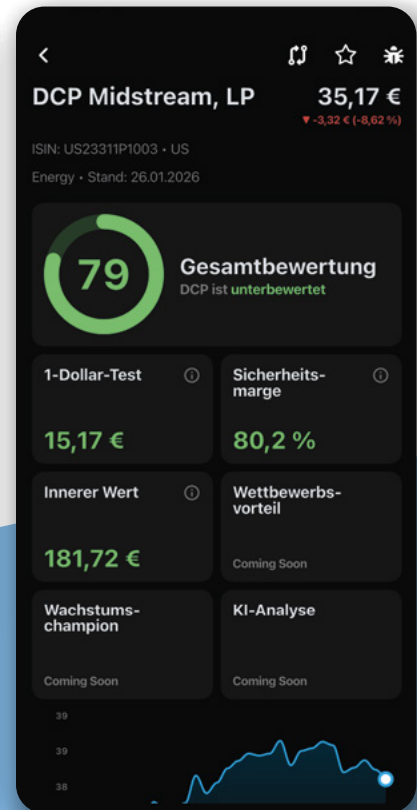 DCP Midstream, LP
35,17 €
▼ -3,32 € (-8,62 %)
ISIN: US23311P1003 • US
Energy • Stand: 26.01.2026
79
Gesamtbewertung
DCP ist unterbewertet
1-Dollar-Test
15,17 €
Sicherheits-
marge
80,2 %
Innerer Wert
181,72 €
Wettbewerbs-
vorteil
Coming Soon
Wachstums-
champion
Coming Soon
KI-Analyse
Coming Soon
39
39
38